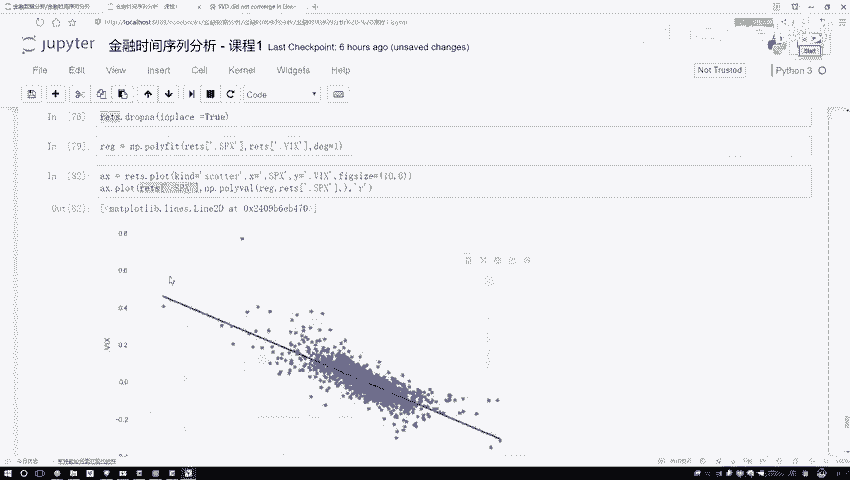 http://localhost
jupyter 金融时间序列分析 - 课程1 Last Checkpoint: 6 hours ago (unsaved changes)
Start
File Edit View Insert Cell Kernel Widgets Help
Not Trusted Python 3
Code
In [76] rets.dropna(inplace =True)
In [79] reg = np.polyfit(rets['.SPX'],rets['.VIX'],deg=1)
In [82] ax = rets.plot(kind='scatter',x='.SPX',y='.VIX',figsize=(10,6))
ax.plot(rets['.SPX'],np.polyval(reg,rets['.SPX'],),'r')
Out[82] [<matplotlib.lines.Line2D at 0x2409b6eb470>]
0.8
0.6
0.4
0.2
0.0
-0.2
.VIX